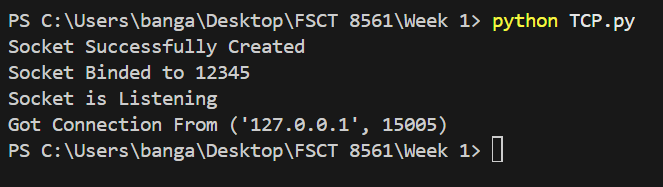 PS C:\Users\banga\Desktop\FSCT 8561\Week 1> python TCP.py
Socket Successfully Created
Socket Binded to 12345
Socket is Listening
Got Connection From ('127.0.0.1', 15005)
PS C:\Users\banga\Desktop\FSCT 8561\Week 1>